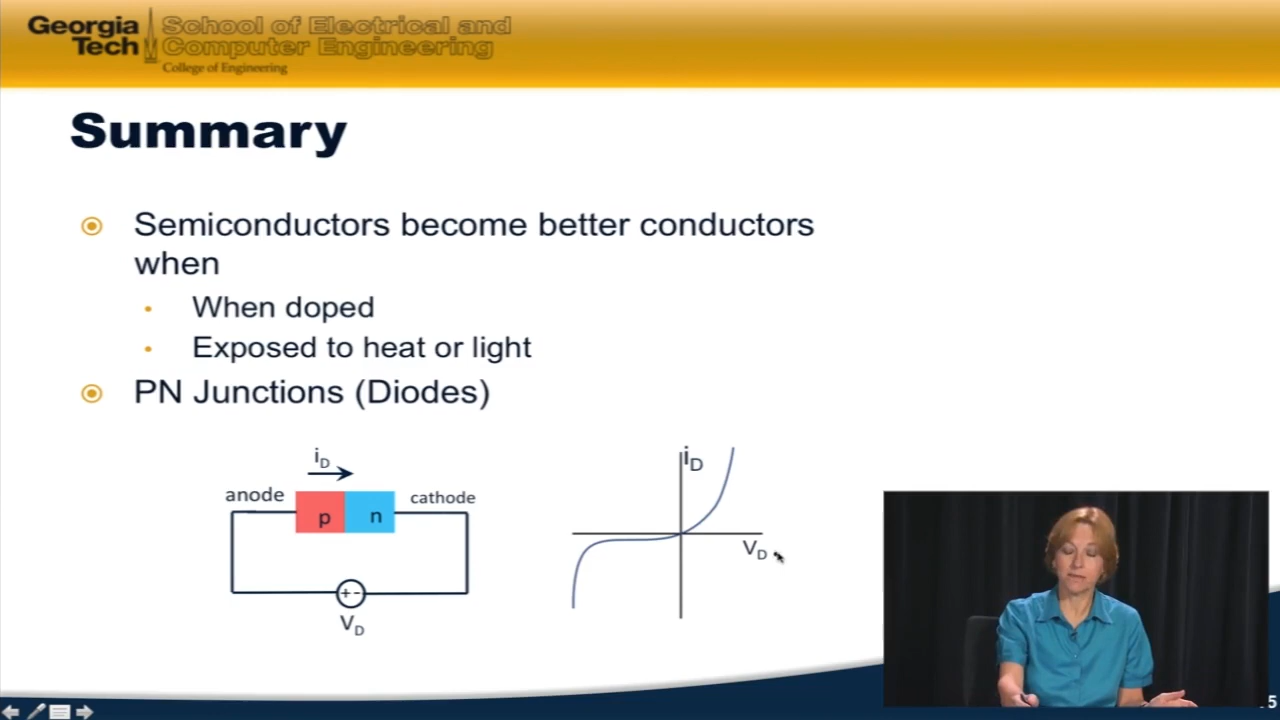 Georgia Tech
School of Electrical and
Computer Engineering
College of Engineering
Summary
Semiconductors become better conductors
when
When doped
Exposed to heat or light
PN Junctions (Diodes)
iD
anode
cathode
p
n
+-
VD
iD
VD
5